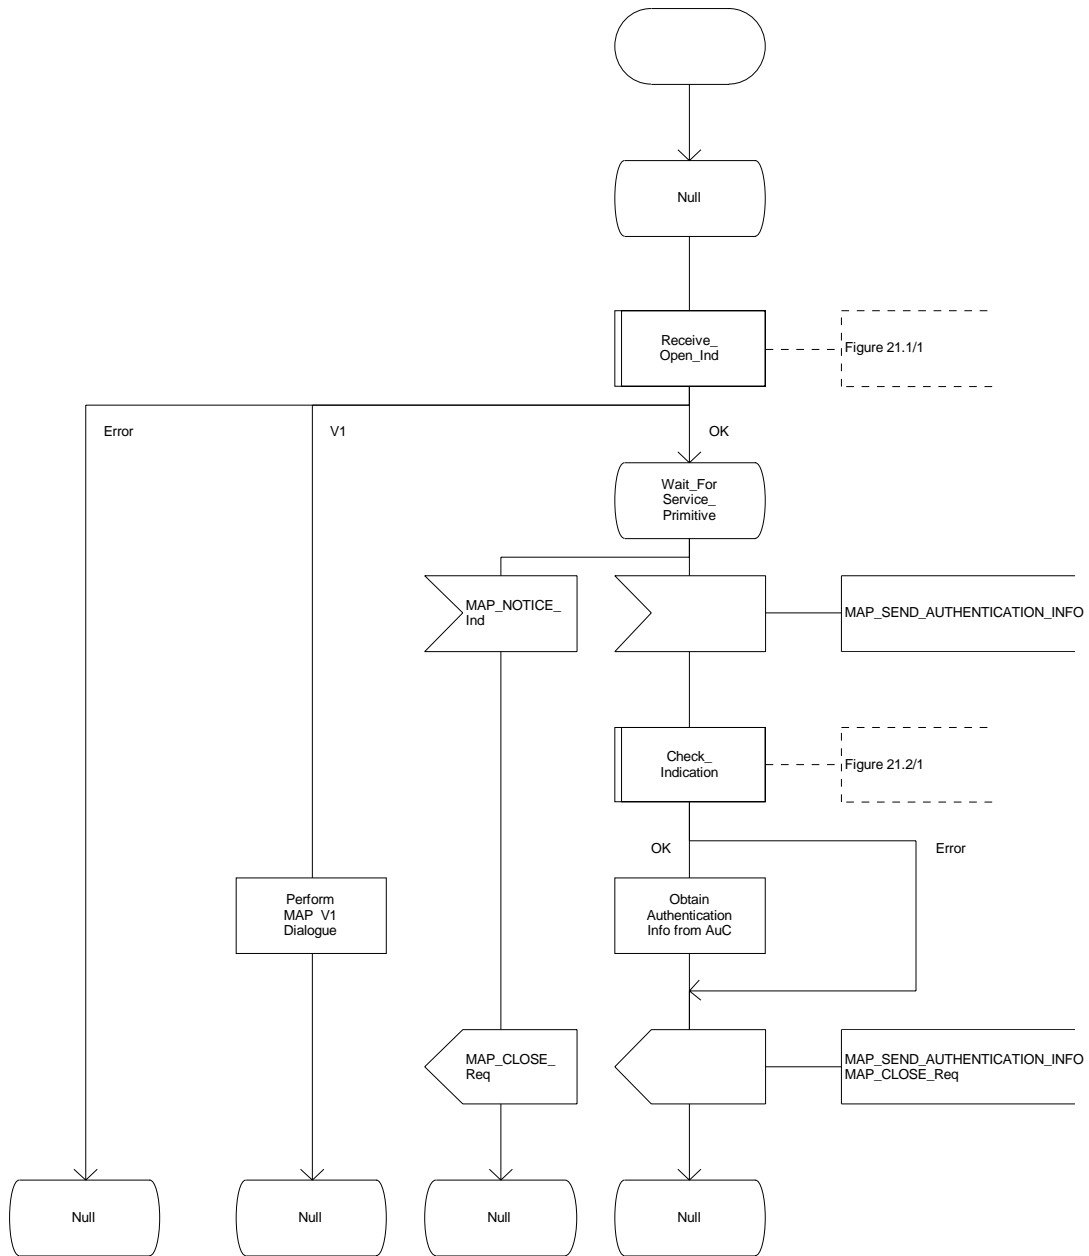 Null
Receive_
Open_Ind
Figure 21.1/1
Error
V1
OK
Wait_For
Service_
Primitive
MAP_NOTICE_
Ind
MAP_SEND_AUTHENTICATION_INFO
Check_
Indication
Figure 21.2/1
OK
Error
Perform
MAP V1
Dialogue
Obtain
Authentication
Info from AuC
MAP_CLOSE_
Req
MAP_SEND_AUTHENTICATION_INFO
MAP_CLOSE_Req
Null
Null
Null
Null